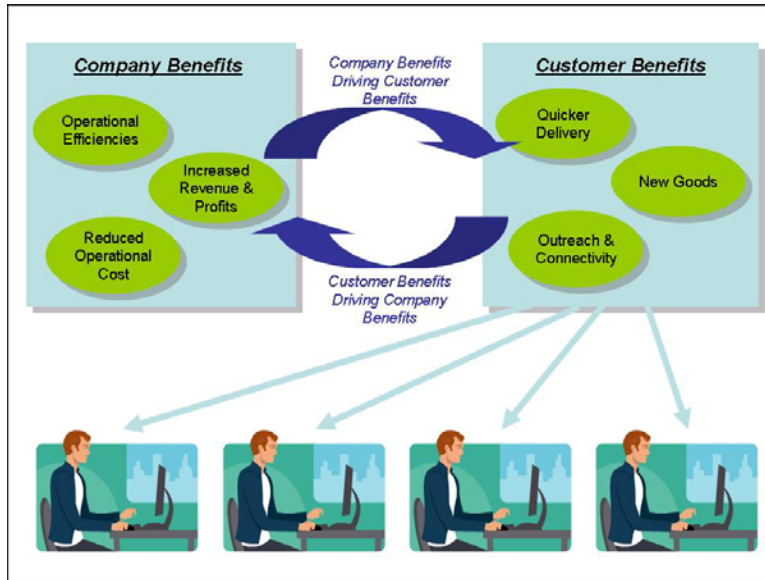 Company Benefits
Operational
Efficiencies
Increased
Revenue &
Profits
Reduced
Operational
Cost
Company Benefits
Driving Customer
Benefits
Customer Benefits
Driving Company
Benefits
Customer Benefits
Quicker
Delivery
New Goods
Outreach &
Connectivity